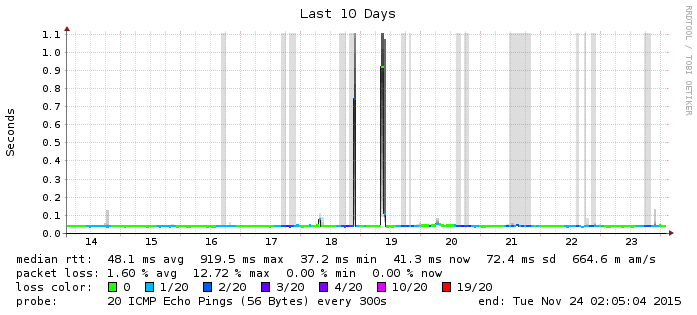 Last 10 Days
RRDTOOL / TOBI OETIKER
Seconds
1.1
1.0
0.9
0.8
0.7
0.6
0.5
0.4
0.3
0.2
0.1
0.0
14 15 16 17 18 19 20 21 22 23
median rtt: 48.1 ms avg 919.5 ms max 37.2 ms min 41.3 ms now 72.4 ms sd 664.6 m am/s
packet loss: 1.60 % avg 12.72 % max 0.00 % min 0.00 % now
loss color: 0 1/20 2/20 3/20 4/20 10/20 19/20
probe: 20 ICMP Echo Pings (56 Bytes) every 300s end: Tue Nov 24 02:05:04 2015